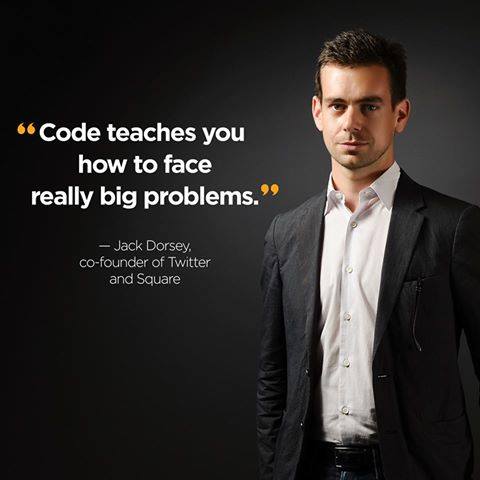 “Code teaches you
how to face
really big problems.”
— Jack Dorsey,
co-founder of Twitter
and Square